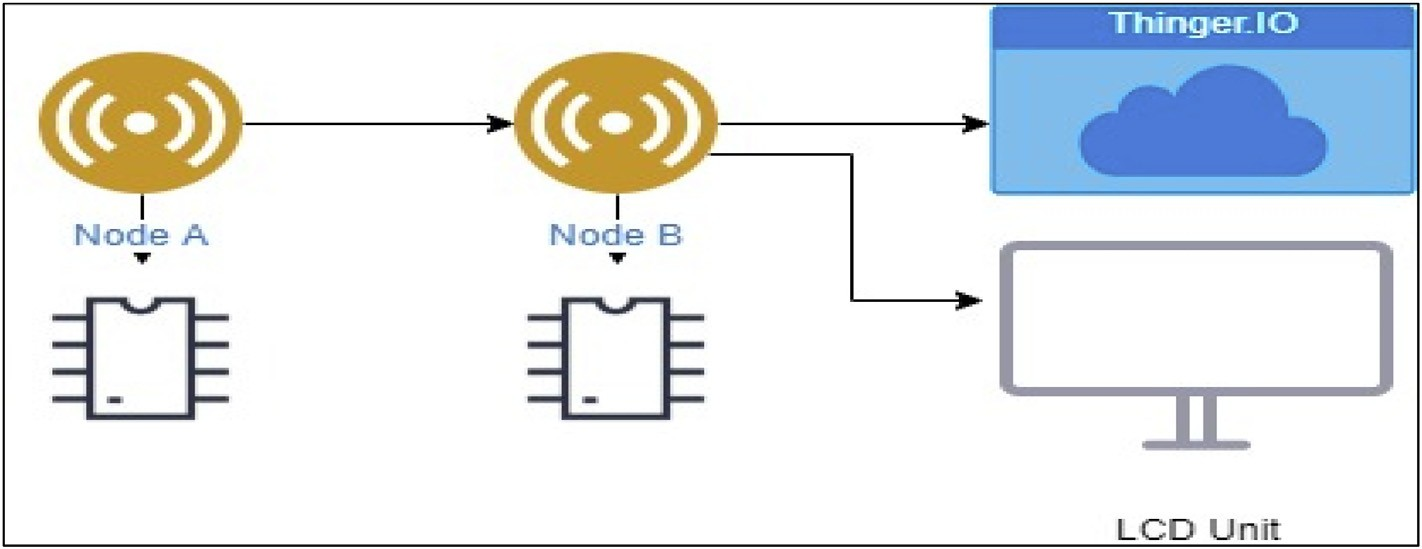 Thinger.IO
Node A
Node B
LCD Unit